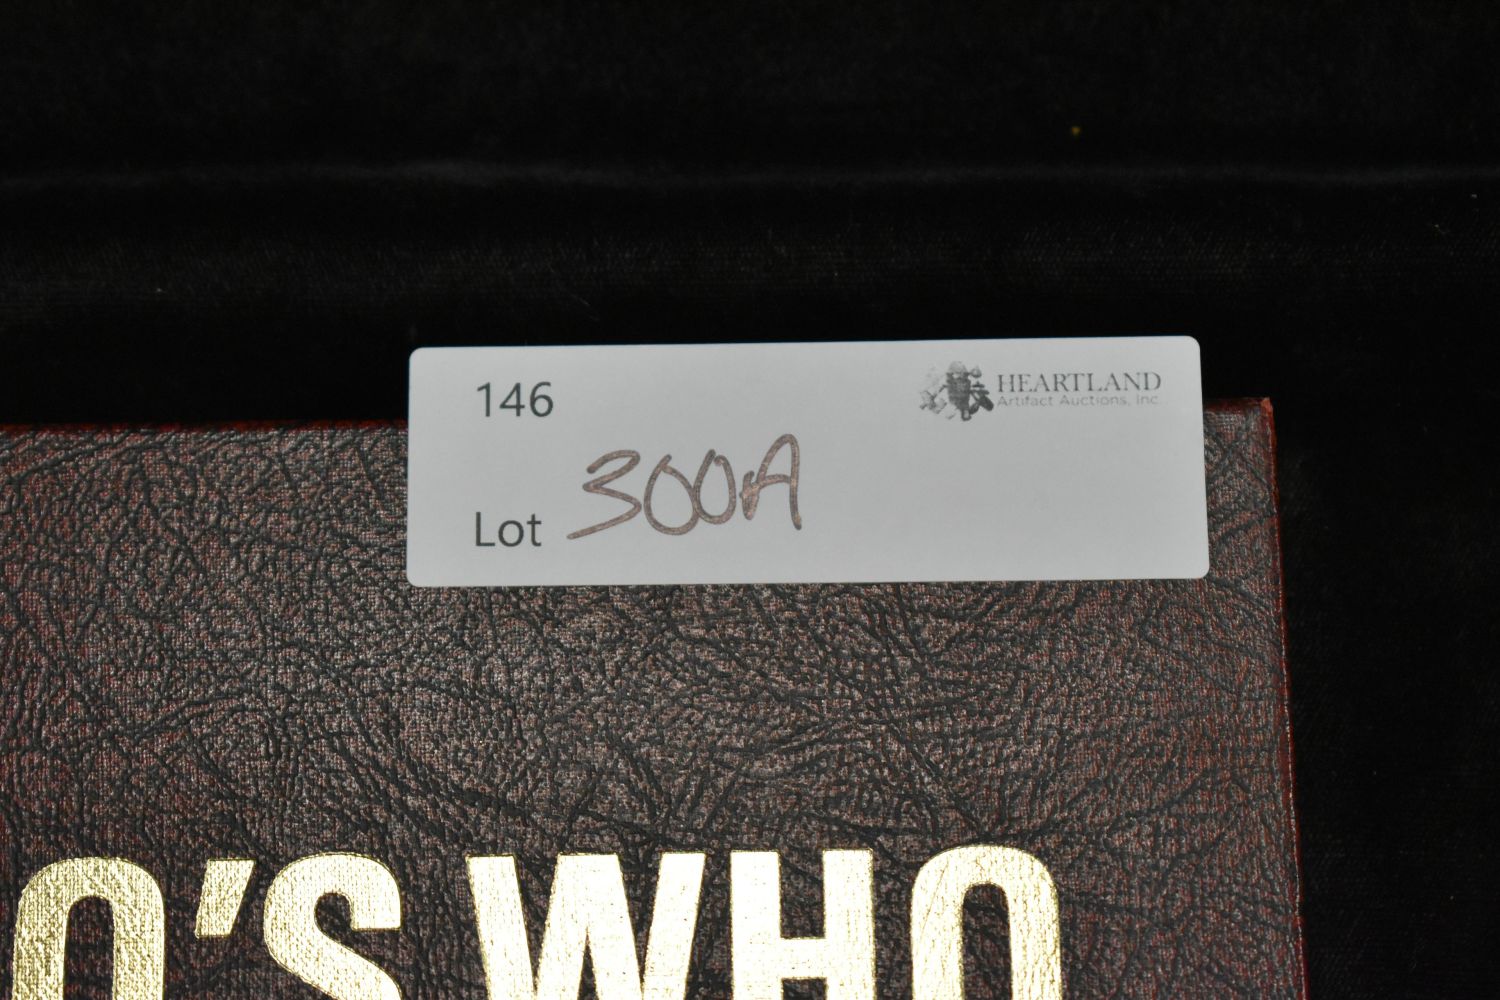 146
HEARTLAND
Artifact Auctions, Inc.
Lot 300A
O'S WHO